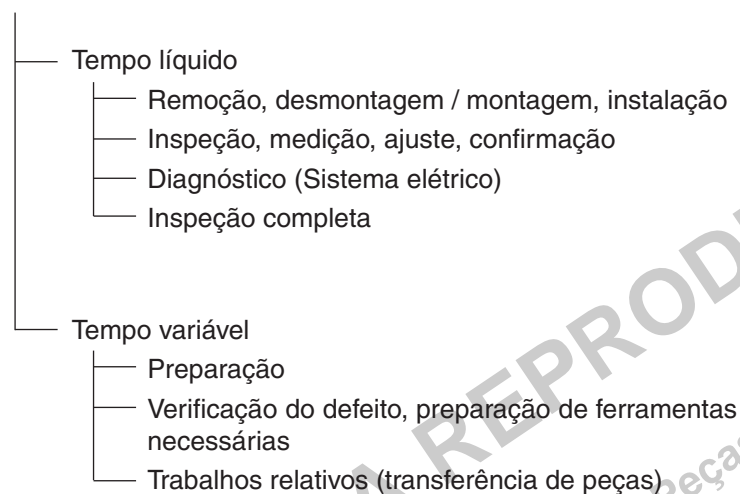 Tempo líquido
Remoção, desmontagem / montagem, instalação
Inspeção, medição, ajuste, confirmação
Diagnóstico (Sistema elétrico)
Inspeção completa
Tempo variável
Preparação
Verificação do defeito, preparação de ferramentas
necessárias
Trabalhos relativos (transferência de peças)